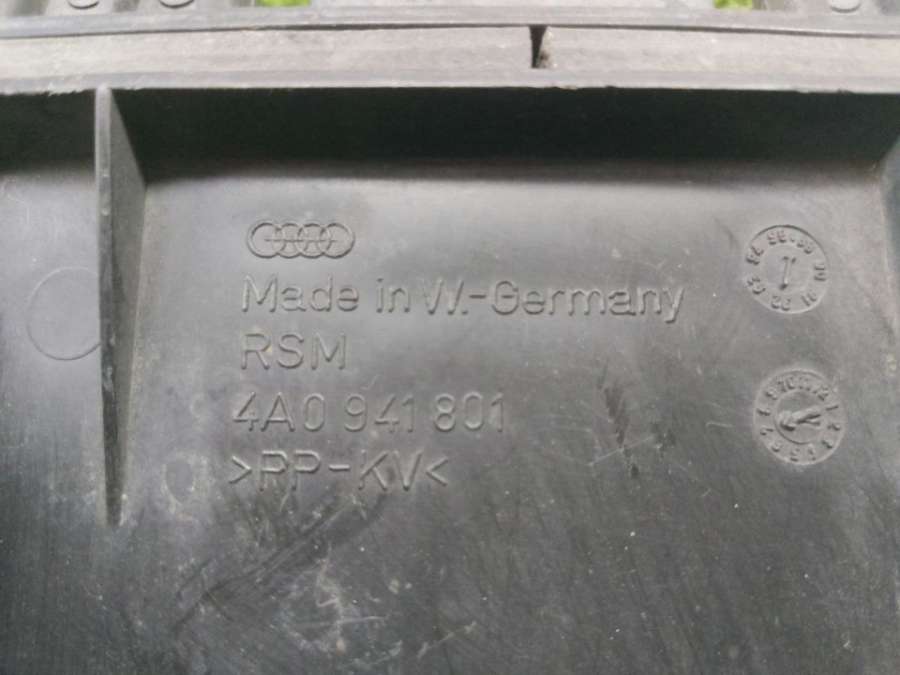 Made in W.-Germany
RSM
4A0 941 801
>PP-KV<